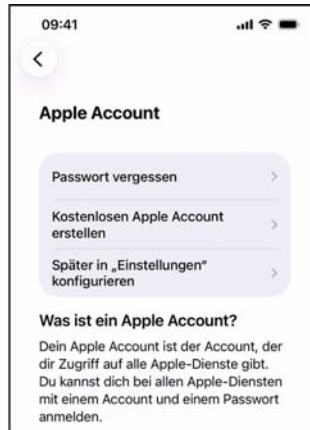 09:41
Apple Account
Passwort vergessen
Kostenlosen Apple Account
erstellen
Später in „Einstellungen“
konfigurieren
Was ist ein Apple Account?
Dein Apple Account ist der Account, der
dir Zugriff auf alle Apple-Dienste gibt.
Du kannst dich bei allen Apple-Diensten
mit einem Account und einem Passwort
anmelden.